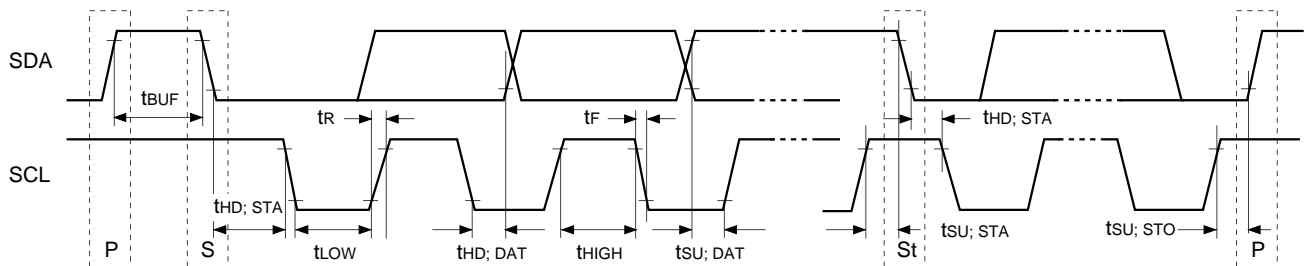 SDA
tBUF
tR
tF
tHD; STA
SCL
tHD; STA
tLOW
tHD; DAT
tHIGH
tSU; DAT
tSU; STA
tSU; STO
P
S
St
P